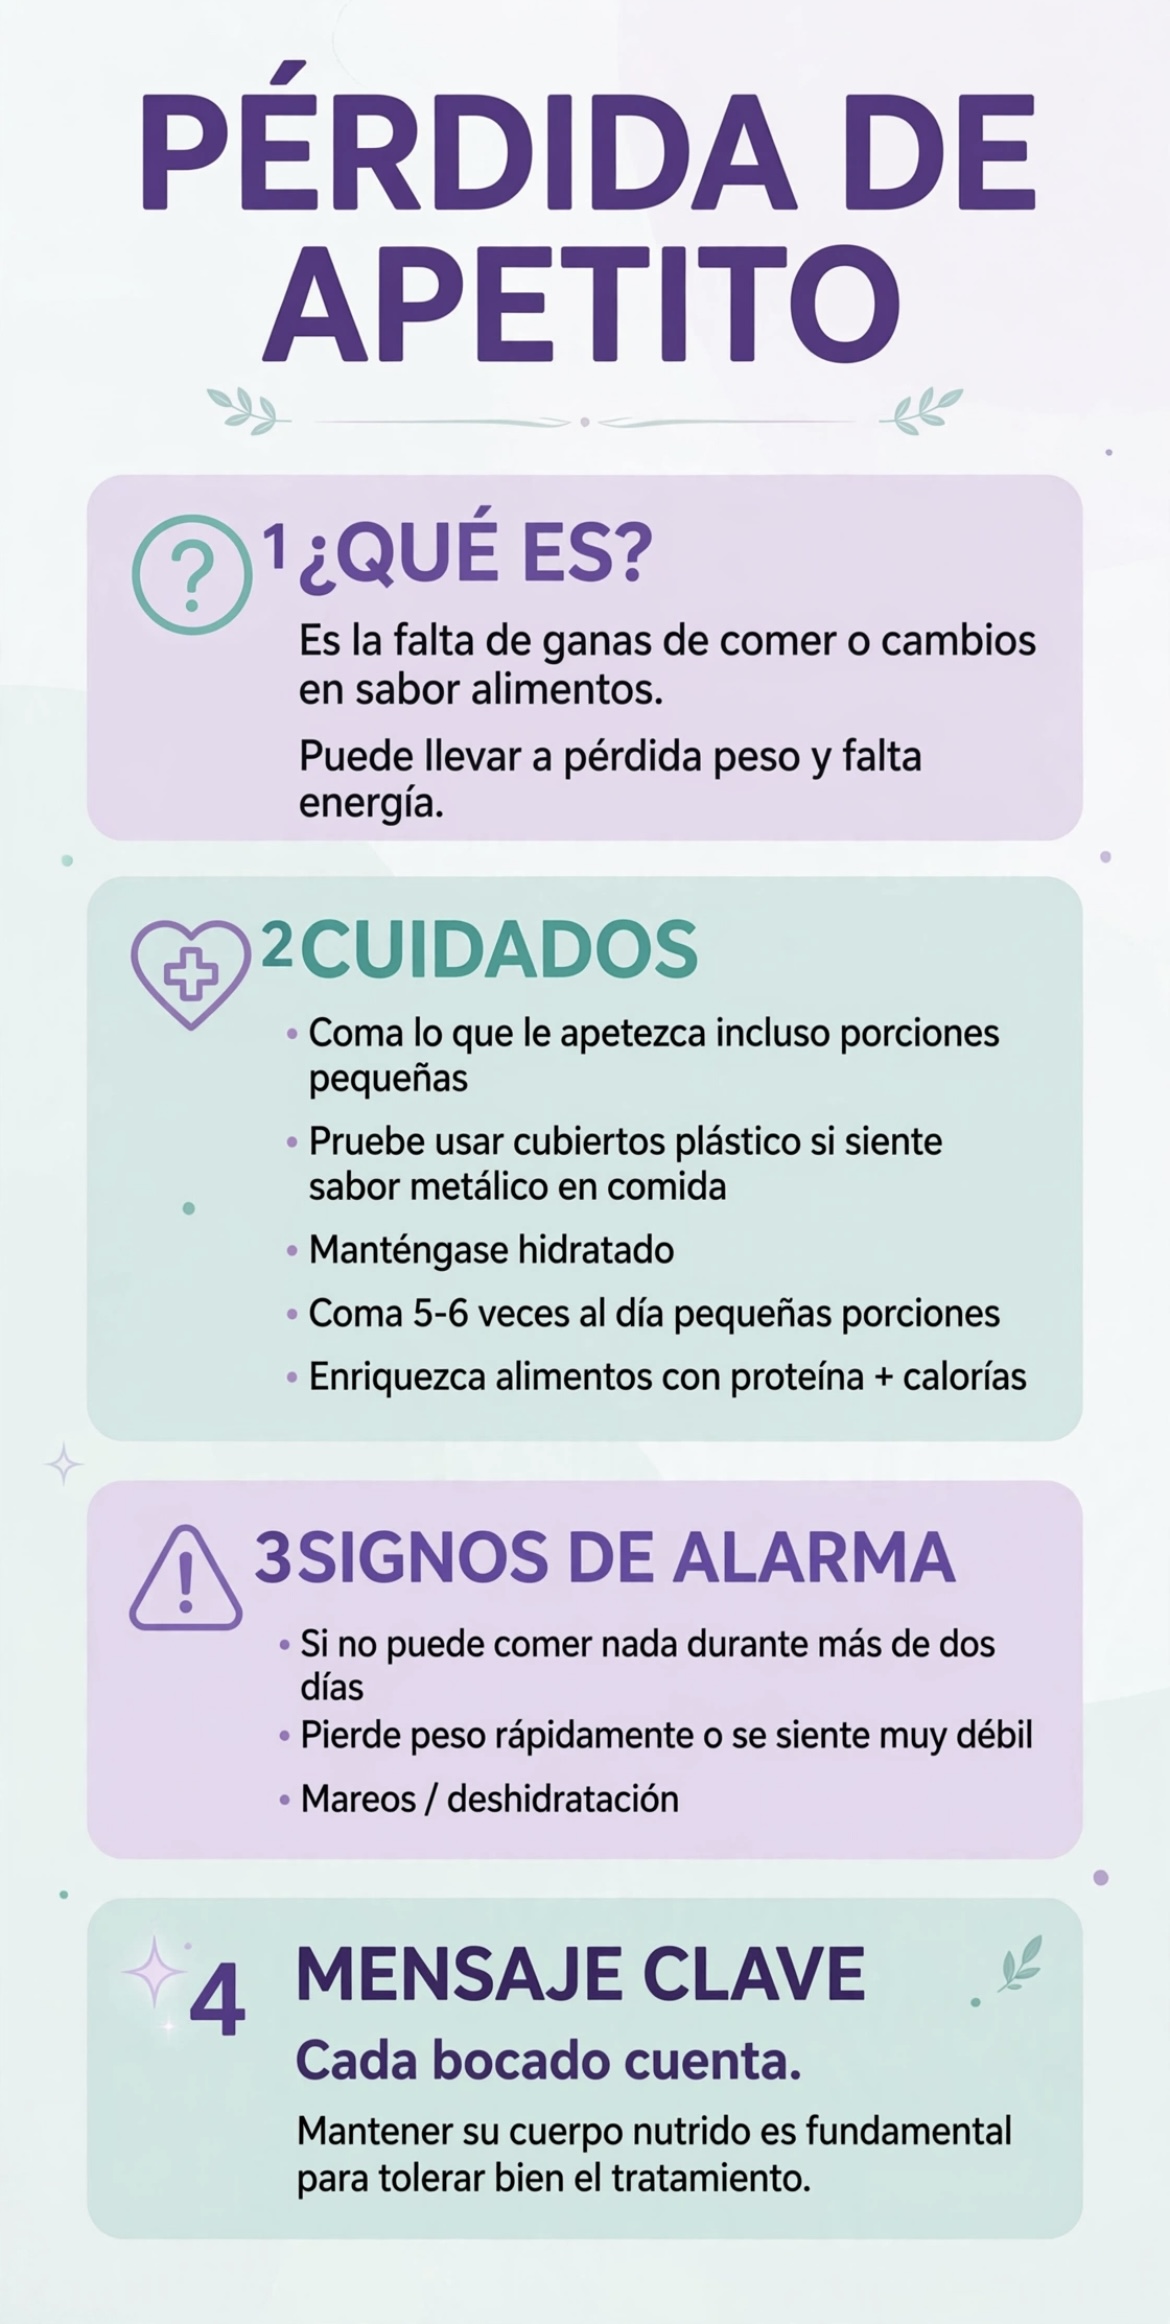 PÉRDIDA DE
APETITO
1 ¿QUÉ ES?
Es la falta de ganas de comer o cambios
en sabor alimentos.
Puede llevar a pérdida peso y falta
energía.
2 CUIDADOS
• Coma lo que le apetezca incluso porciones
pequeñas
• Pruebe usar cubiertos plástico si siente
sabor metálico en comida
• Manténgase hidratado
• Coma 5-6 veces al día pequeñas porciones
• Enriquezca alimentos con proteína + calorías
3 SIGNOS DE ALARMA
• Si no puede comer nada durante más de dos
días
• Pierde peso rápidamente o se siente muy débil
• Mareos / deshidratación
4 MENSAJE CLAVE
Cada bocado cuenta.
Mantener su cuerpo nutrido es fundamental
para tolerar bien el tratamiento.